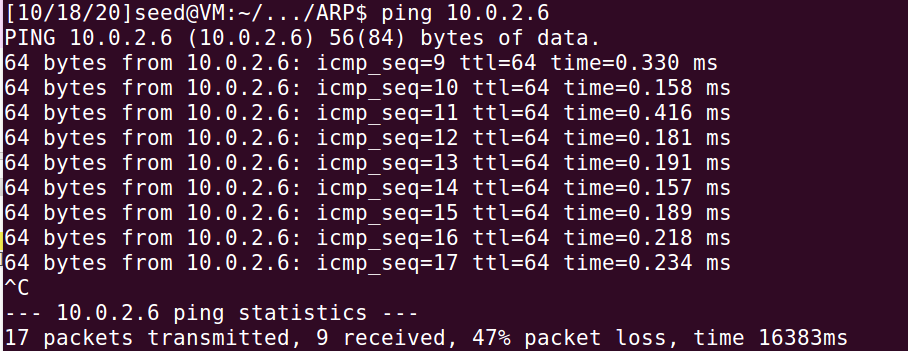 [10/18/20]seed@VM:~/.../ARP$ ping 10.0.2.6
PING 10.0.2.6 (10.0.2.6) 56(84) bytes of data.
64 bytes from 10.0.2.6: icmp_seq=9 ttl=64 time=0.330 ms
64 bytes from 10.0.2.6: icmp_seq=10 ttl=64 time=0.158 ms
64 bytes from 10.0.2.6: icmp_seq=11 ttl=64 time=0.416 ms
64 bytes from 10.0.2.6: icmp_seq=12 ttl=64 time=0.181 ms
64 bytes from 10.0.2.6: icmp_seq=13 ttl=64 time=0.191 ms
64 bytes from 10.0.2.6: icmp_seq=14 ttl=64 time=0.157 ms
64 bytes from 10.0.2.6: icmp_seq=15 ttl=64 time=0.189 ms
64 bytes from 10.0.2.6: icmp_seq=16 ttl=64 time=0.218 ms
64 bytes from 10.0.2.6: icmp_seq=17 ttl=64 time=0.234 ms
^C
--- 10.0.2.6 ping statistics ---
17 packets transmitted, 9 received, 47% packet loss, time 16383ms